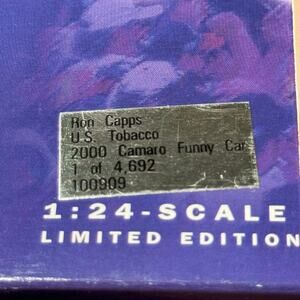 Ron Capps
U.S. Tobacco
2000 Camaro Funny Car
1 of 4,692
100909
1:24-SCALE
LIMITED EDITION